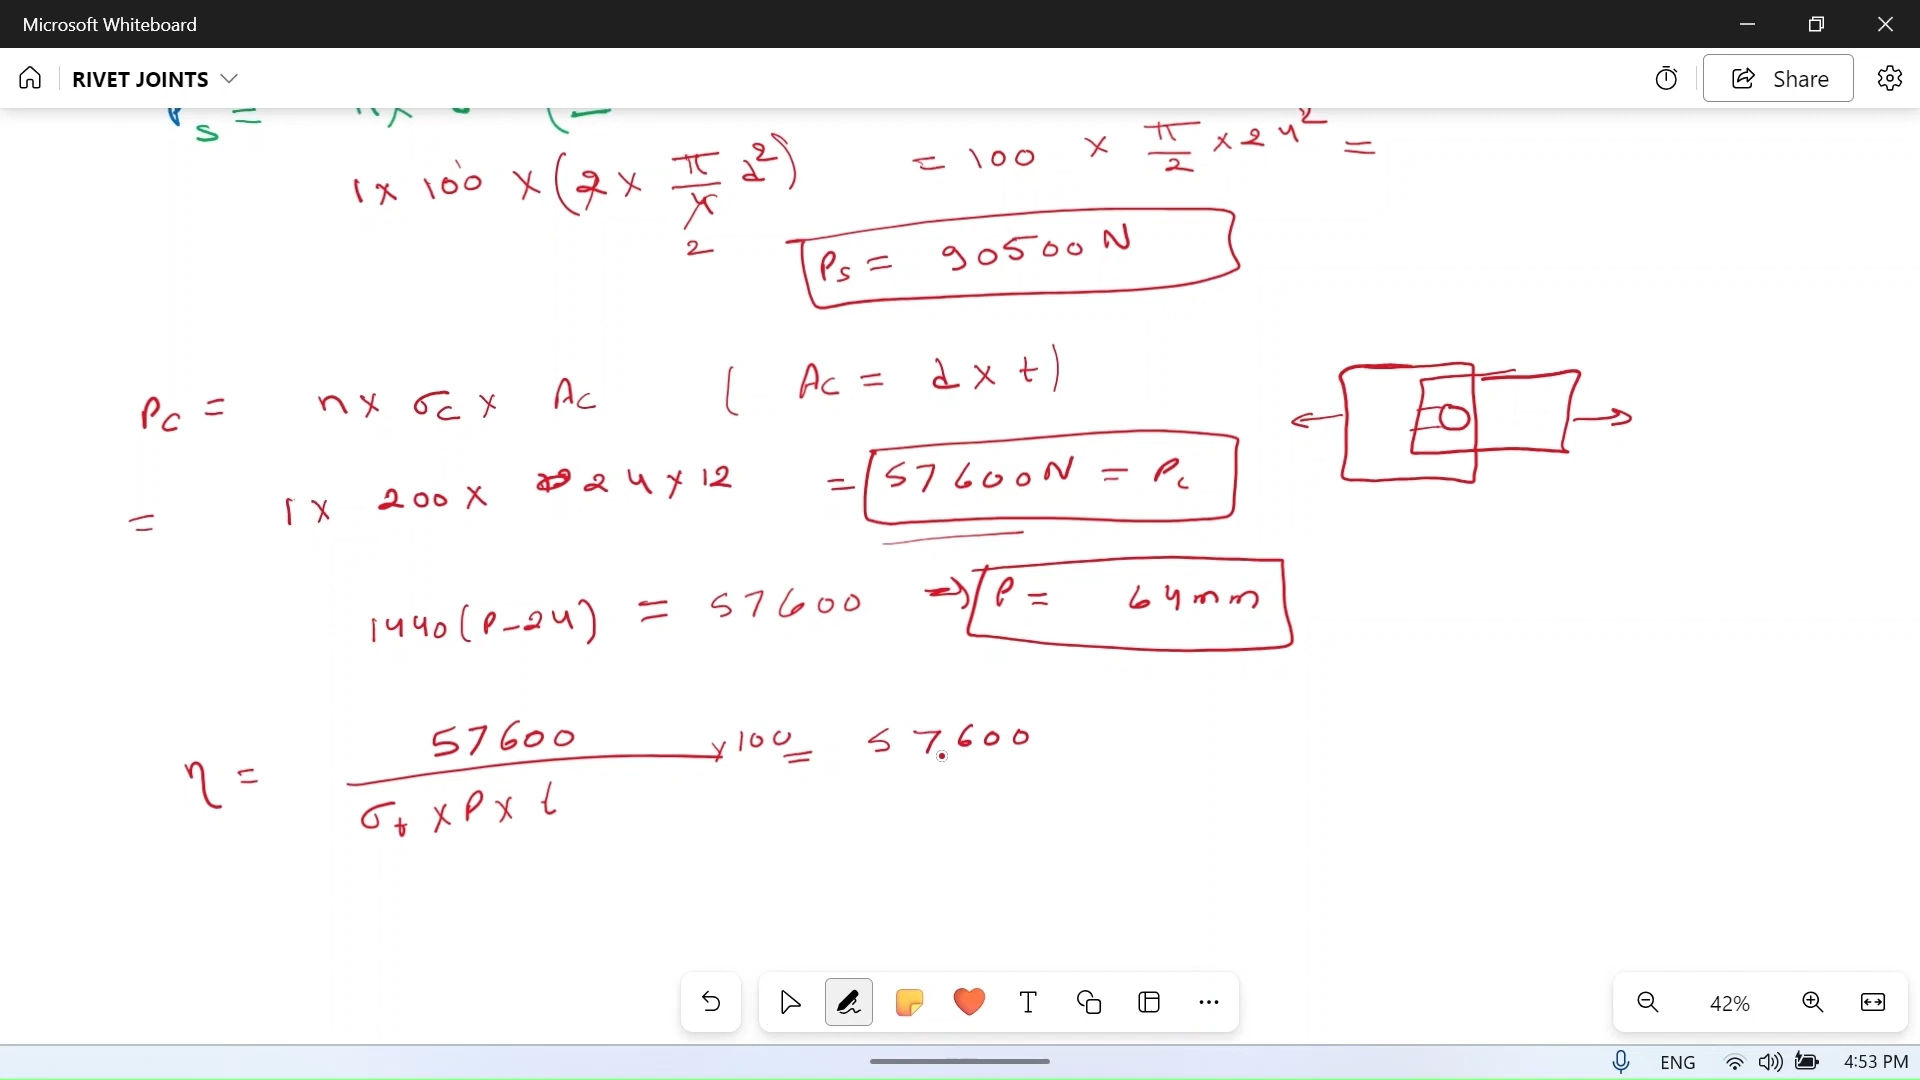 Microsoft Whiteboard
RIVET JOINTS
Share
s =
1 x 100 x (2 x π/4 d²) = 100 x π/2 x 24² =
2
Ps = 90500 N
Pc = n x σc x Ac ( Ac = d x t )
= 1 x 200 x 24 x 12 = 57600 N = Pc
1440 (P - 24) = 57600 => P = 64 mm
η = 57600 / σt x P x t x 100 = 57600
42%
ENG
4:53 PM